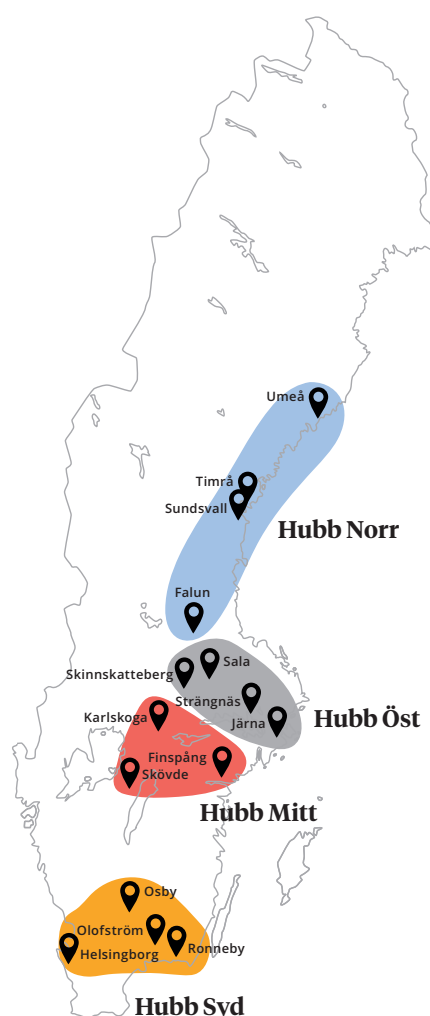 Umeå
Timrå
Sundsvall
Hubb Norr
Falun
Sala
Skinnskatteberg
Strängnäs
Karlskoga
Järna
Hubb Öst
Finspång
Skövde
Hubb Mitt
Osby
Olofström
Ronneby
Helsingborg
Hubb Syd